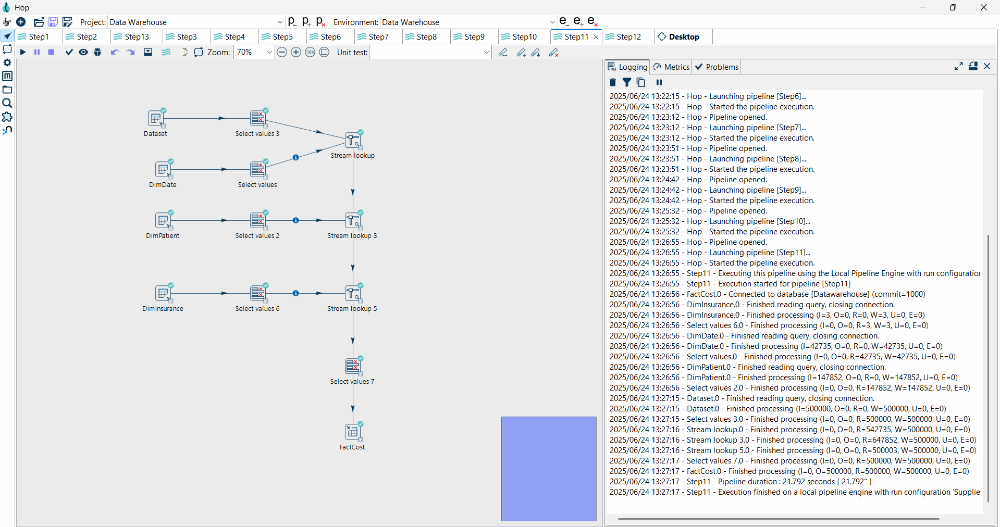 Hop
Project: Data Warehouse Environment: Data Warehouse
Step1 Step2 Step13 Step3 Step4 Step5 Step6 Step7 Step8 Step9 Step10 Step11 Step12 Desktop
Zoom: 70% 100% Unit test:
Logging Metrics Problems
Dataset
Select values 3
Stream lookup
DimDate
Select values
DimPatient
Select values 2
Stream lookup 3
DimInsurance
Select values 6
Stream lookup 5
Select values 7
FactCost
2025/06/24 13:22:15 - Hop - Launching pipeline [Step6]...
2025/06/24 13:22:15 - Hop - Started the pipeline execution.
2025/06/24 13:23:12 - Hop - Pipeline opened.
2025/06/24 13:23:12 - Hop - Launching pipeline [Step7]...
2025/06/24 13:23:12 - Hop - Started the pipeline execution.
2025/06/24 13:23:51 - Hop - Pipeline opened.
2025/06/24 13:23:51 - Hop - Launching pipeline [Step8]...
2025/06/24 13:23:51 - Hop - Started the pipeline execution.
2025/06/24 13:24:42 - Hop - Pipeline opened.
2025/06/24 13:24:42 - Hop - Launching pipeline [Step9]...
2025/06/24 13:24:42 - Hop - Started the pipeline execution.
2025/06/24 13:25:32 - Hop - Pipeline opened.
2025/06/24 13:25:32 - Hop - Launching pipeline [Step10]...
2025/06/24 13:25:32 - Hop - Started the pipeline execution.
2025/06/24 13:26:55 - Hop - Pipeline opened.
2025/06/24 13:26:55 - Hop - Launching pipeline [Step11]...
2025/06/24 13:26:55 - Hop - Started the pipeline execution.
2025/06/24 13:26:55 - Step11 - Executing this pipeline using the Local Pipeline Engine with run configuration
2025/06/24 13:26:55 - Step11 - Execution started for pipeline [Step11]
2025/06/24 13:26:56 - FactCost.0 - Connected to database [Datawarehouse] (commit=1000)
2025/06/24 13:26:56 - DimInsurance.0 - Finished reading query, closing connection.
2025/06/24 13:26:56 - DimInsurance.0 - Finished processing (I=3, O=0, R=0, W=3, U=0, E=0)
2025/06/24 13:26:56 - Select values 6.0 - Finished processing (I=0, O=0, R=3, W=3, U=0, E=0)
2025/06/24 13:26:56 - DimDate.0 - Finished reading query, closing connection.
2025/06/24 13:26:56 - DimDate.0 - Finished processing (I=42735, O=0, R=0, W=42735, U=0, E=0)
2025/06/24 13:26:56 - Select values.0 - Finished processing (I=0, O=0, R=42735, W=42735, U=0, E=0)
2025/06/24 13:26:56 - DimPatient.0 - Finished reading query, closing connection.
2025/06/24 13:26:56 - DimPatient.0 - Finished processing (I=147852, O=0, R=0, W=147852, U=0, E=0)
2025/06/24 13:26:56 - Select values 2.0 - Finished processing (I=0, O=0, R=147852, W=147852, U=0, E=0)
2025/06/24 13:27:15 - Dataset.0 - Finished reading query, closing connection.
2025/06/24 13:27:15 - Dataset.0 - Finished processing (I=500000, O=0, R=0, W=500000, U=0, E=0)
2025/06/24 13:27:15 - Select values 3.0 - Finished processing (I=0, O=0, R=500000, W=500000, U=0, E=0)
2025/06/24 13:27:16 - Stream lookup.0 - Finished processing (I=0, O=0, R=542735, W=500000, U=0, E=0)
2025/06/24 13:27:16 - Stream lookup 3.0 - Finished processing (I=0, O=0, R=647852, W=500000, U=0, E=0)
2025/06/24 13:27:16 - Stream lookup 5.0 - Finished processing (I=0, O=0, R=500003, W=500000, U=0, E=0)
2025/06/24 13:27:17 - Select values 7.0 - Finished processing (I=0, O=0, R=500000, W=500000, U=0, E=0)
2025/06/24 13:27:17 - FactCost.0 - Finished processing (I=0, O=500000, R=500000, W=500000, U=0, E=0)
2025/06/24 13:27:17 - Step11 - Pipeline duration : 21.792 seconds [ 21.792" ]
2025/06/24 13:27:17 - Step11 - Execution finished on a local pipeline engine with run configuration 'Supplie